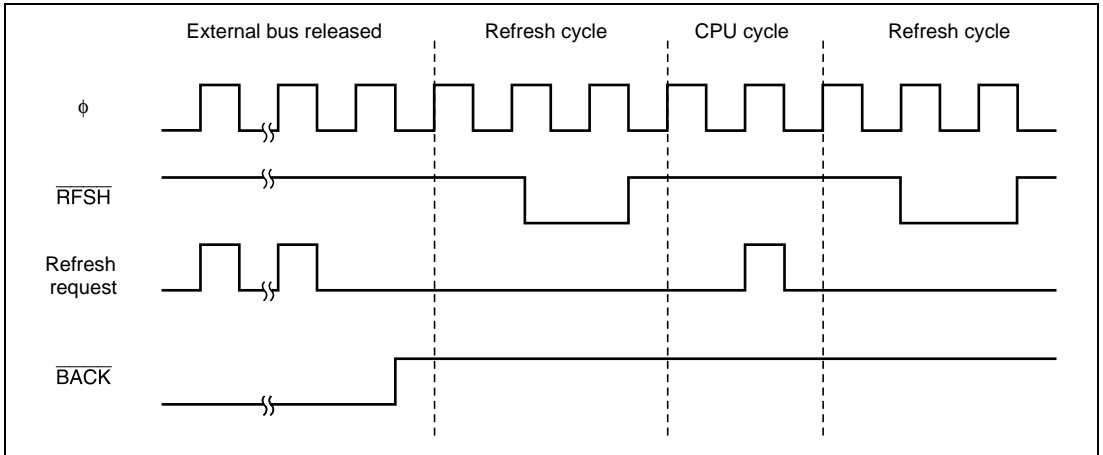 External bus released Refresh cycle CPU cycle Refresh cycle
ϕ
RFSH
Refresh
request
BACK